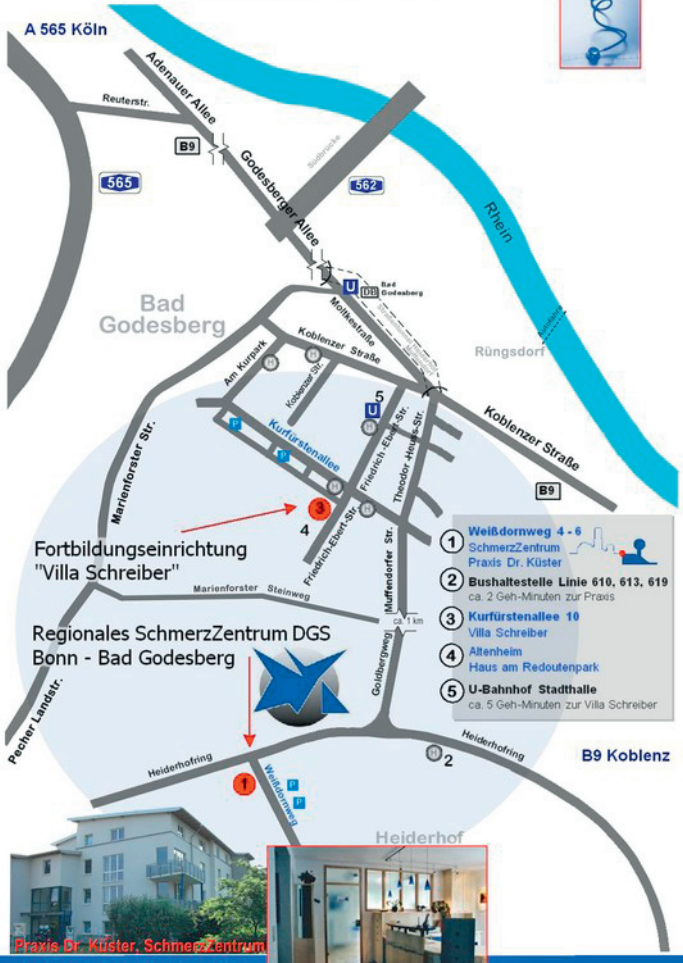 A 565 Köln
Adenauer Allee
Reuterstr.
B9
565
Südbrücke
562
Godesberger Allee
Rhein
U
DB
Bad
Godesberg
Moltkestraße
Bad
Godesberg
Rüngsdorf
Koblenzer Straße
Am Kurpark
H
H
Koblenzer Str.
5
U
H
Koblenzer Straße
B9
P
P
Kurfürstenallee
Friedrich-Ebert-Str.
Theodor-Heuss-Str.
Marienforster Str.
H
3
H
4
Friedrich-Ebert-Str.
Fortbildungseinrichtung
"Villa Schreiber"
Muffendorfer Str.
Marienforster Steinweg
ca. 1 km
1 Weißdornweg 4 - 6
SchmerzZentrum
Praxis Dr. Küster
2 Bushaltestelle Linie 610, 613, 619
ca. 2 Geh-Minuten zur Praxis
3 Kurfürstenallee 10
Villa Schreiber
4 Altenheim
Haus am Redoutenpark
5 U-Bahnhof Stadthalle
ca. 5 Geh-Minuten zur Villa Schreiber
Regionales SchmerzZentrum DGS
Bonn - Bad Godesberg
Goldbergweg
Pecher Landstr.
Heiderhofring
Heiderhofring
H 2
B9 Koblenz
1
P
P
Weißdornweg
Heiderhof
Praxis Dr. Küster, SchmerzZentrum